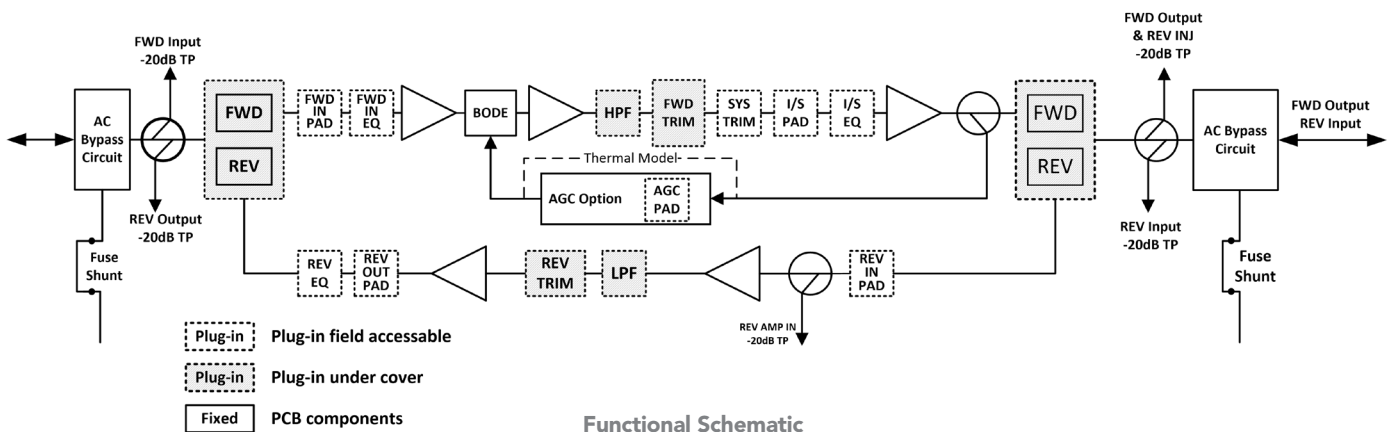 FWD Input
-20dB TP
FWD Output
& REV INJ
-20dB TP
AC
Bypass
Circuit
FWD
REV
FWD
IN
PAD
FWD
IN
EQ
BODE
HPF
FWD
TRIM
SYS
TRIM
I/S
PAD
I/S
EQ
FWD
REV
AC Bypass
Circuit
FWD Output
REV Input
Thermal Model
AGC Option
AGC
PAD
REV Output
-20dB TP
REV Input
-20dB TP
Fuse
Shunt
REV
EQ
REV
OUT
PAD
REV
TRIM
LPF
REV
IN
PAD
Fuse
Shunt
REV AMP IN
-20dB TP
Plug-in Plug-in field accessable
Plug-in Plug-in under cover
Fixed PCB components
Functional Schematic